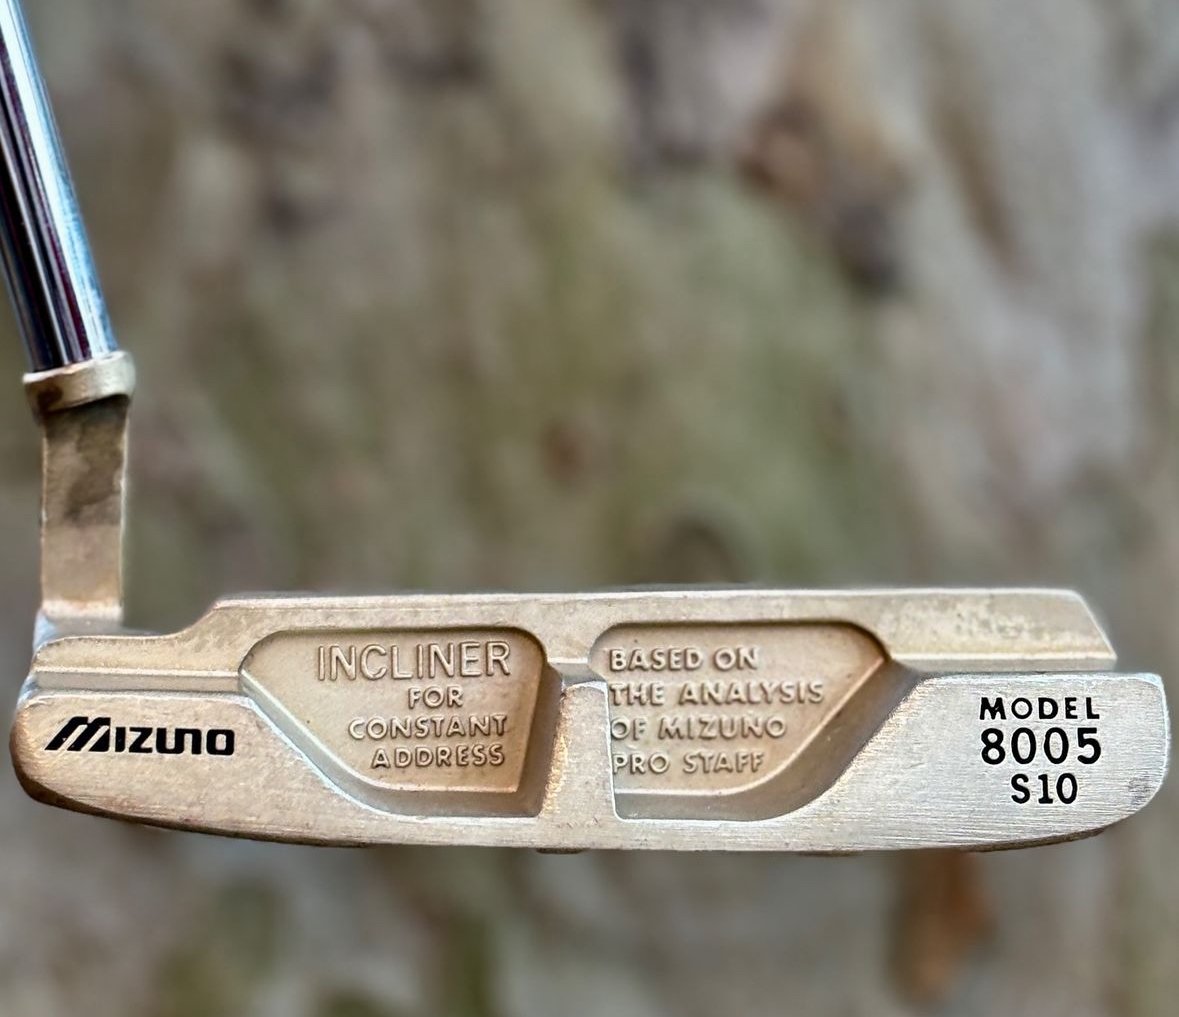 MIZUNO
INCLINER
FOR
CONSTANT
ADDRESS
BASED ON
THE ANALYSIS
OF MIZUNO
PRO STAFF
MODEL
8005
S10